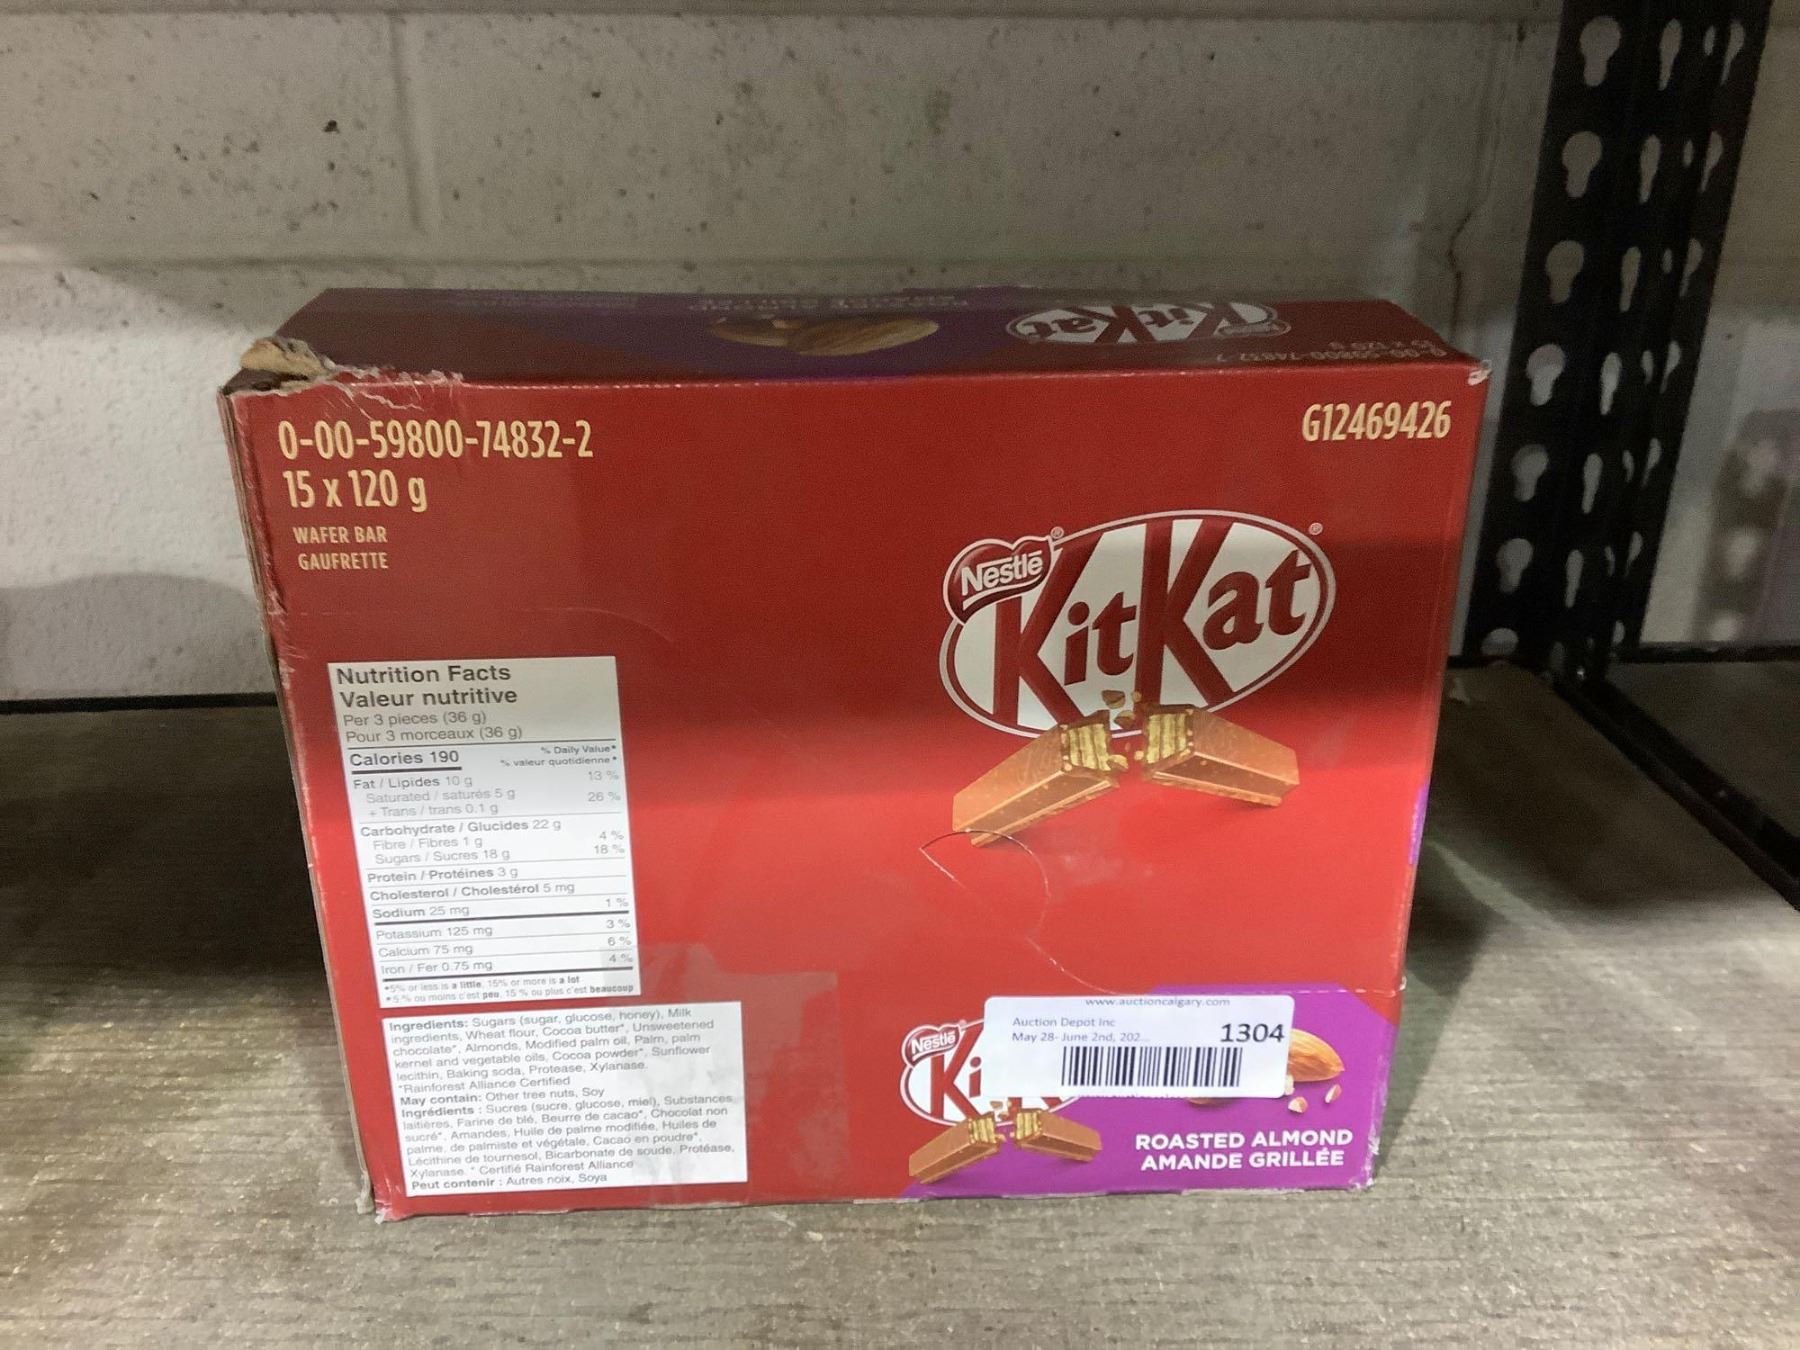 KitKat
0-00-59800-74832-2
15 x 120 g
WAFER BAR
GAUFRETTE
G12469426
Nestlé
KitKat
Nutrition Facts
Valeur nutritive
Per 3 pieces (36 g)
Pour 3 morceaux (36 g)
Calories 190
% Daily Value*
% valeur quotidienne*
Fat / Lipides 10 g 13 %
Saturated / saturés 5 g 26 %
+ Trans / trans 0.1 g
Carbohydrate / Glucides 22 g
Fibre / Fibres 1 g 4 %
Sugars / Sucres 18 g 18 %
Protein / Protéines 3 g
Cholesterol / Cholestérol 5 mg
Sodium 25 mg 1 %
Potassium 125 mg 3 %
Calcium 75 mg 6 %
Iron / Fer 0.75 mg 4 %
*5% or less is a little, 15% or more is a lot
*5 % ou moins c'est peu, 15 % ou plus c'est beaucoup
Ingredients: Sugars (sugar, glucose, honey), Milk
ingredients, Wheat flour, Cocoa butter*, Unsweetened
chocolate*, Almonds, Modified palm oil, Palm, palm
kernel and vegetable oils, Cocoa powder*, Sunflower
lecithin, Baking soda, Protease, Xylanase.
*Rainforest Alliance Certified
May contain: Other tree nuts, Soy
Ingrédients : Sucres (sucre, glucose, miel), Substances
laitières, Farine de blé, Beurre de cacao*, Chocolat non
sucré*, Amandes, Huile de palme modifiée, Huiles de
palme, de palmiste et végétale, Cacao en poudre*,
Lécithine de tournesol, Bicarbonate de soude, Protéase,
Xylanase. * Certifié Rainforest Alliance
Peut contenir : Autres noix, Soya
www.auctioncalgary.com
Auction Depot Inc
May 28- June 2nd, 202...
1304
Nestlé
Ki
ROASTED ALMOND
AMANDE GRILLÉE